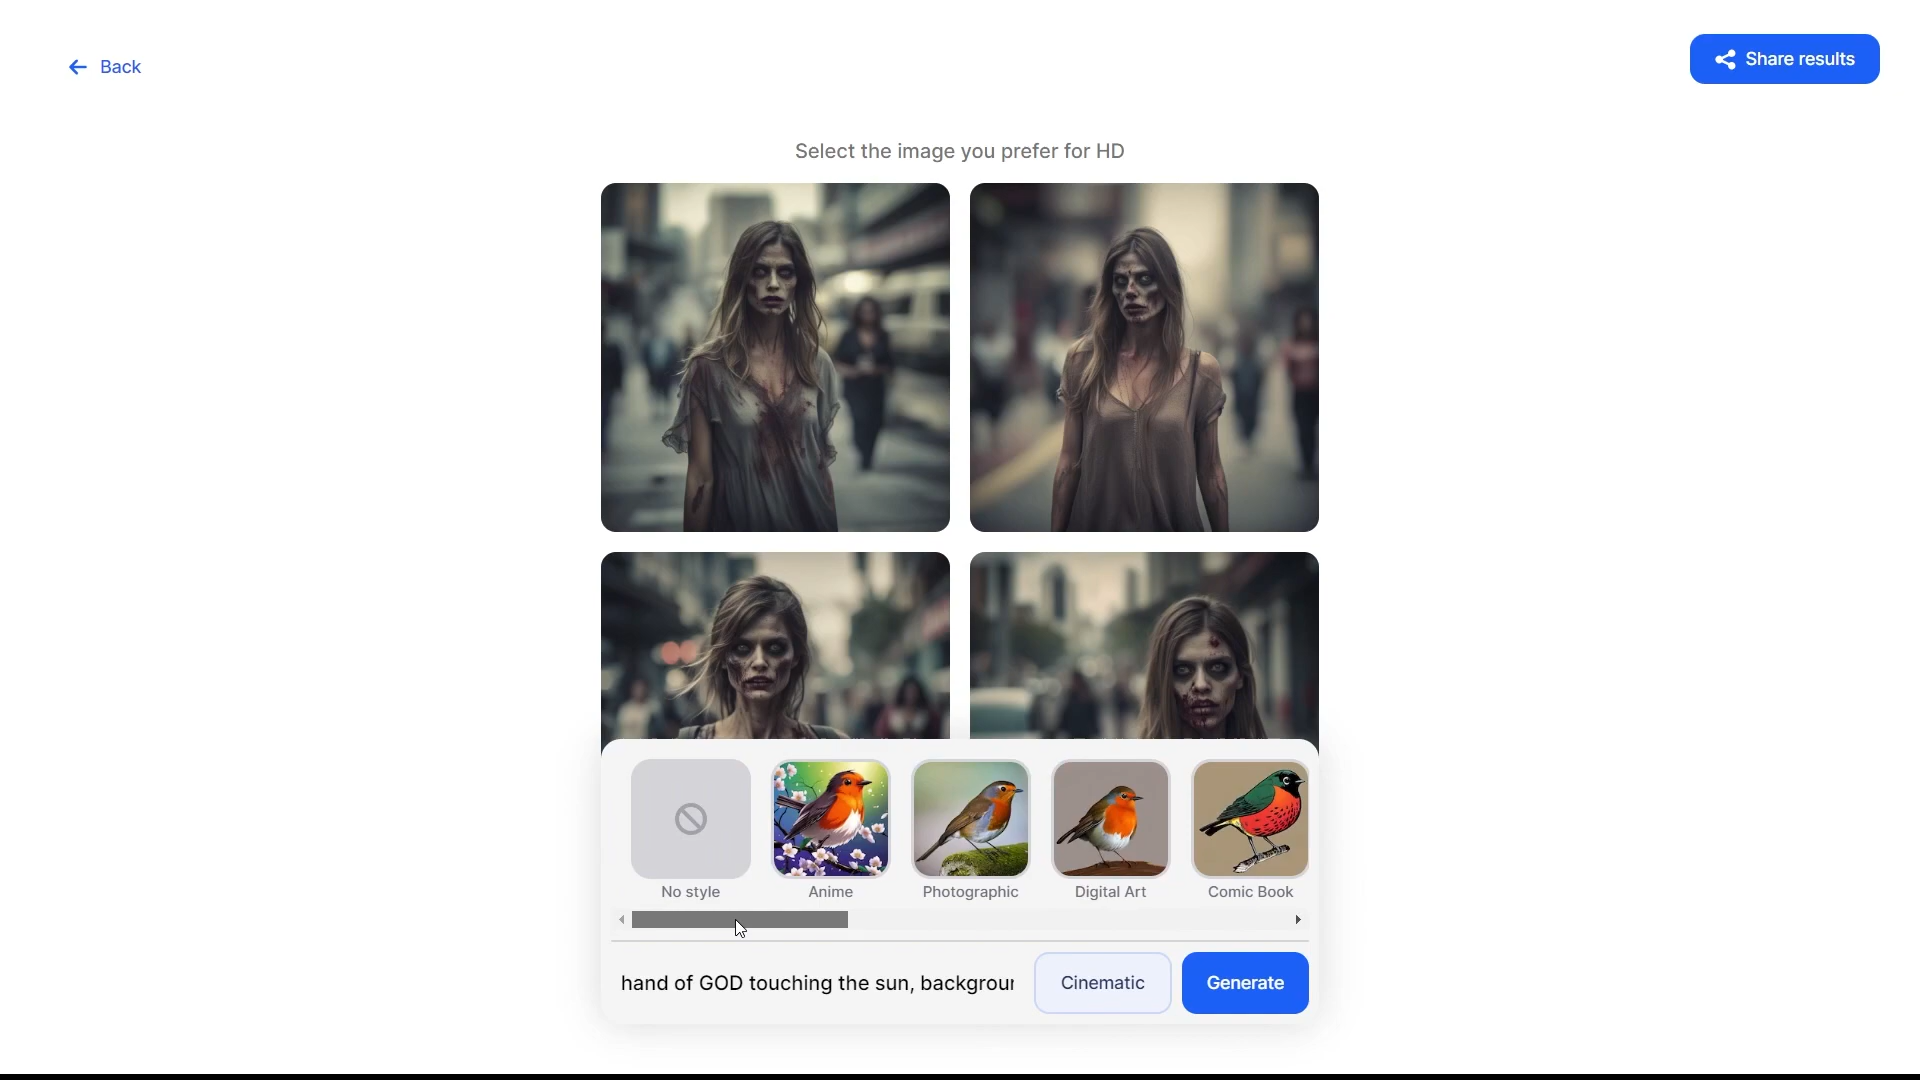 Back
Share results
Select the image you prefer for HD
No style
Anime
Photographic
Digital Art
Comic Book
hand of GOD touching the sun,
Cinematic
Generate